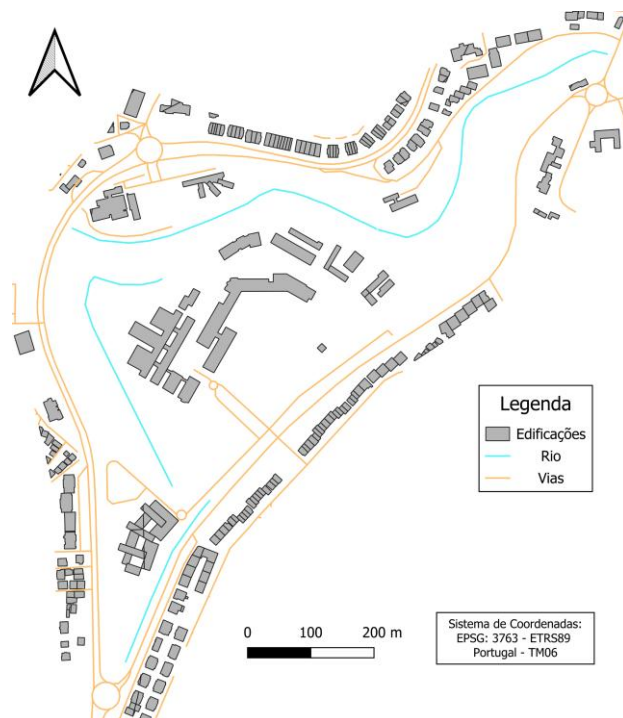 Legenda
Edificações
Rio
Vias
0 100 200 m
Sistema de Coordenadas:
EPSG: 3763 - ETRS89
Portugal - TM06